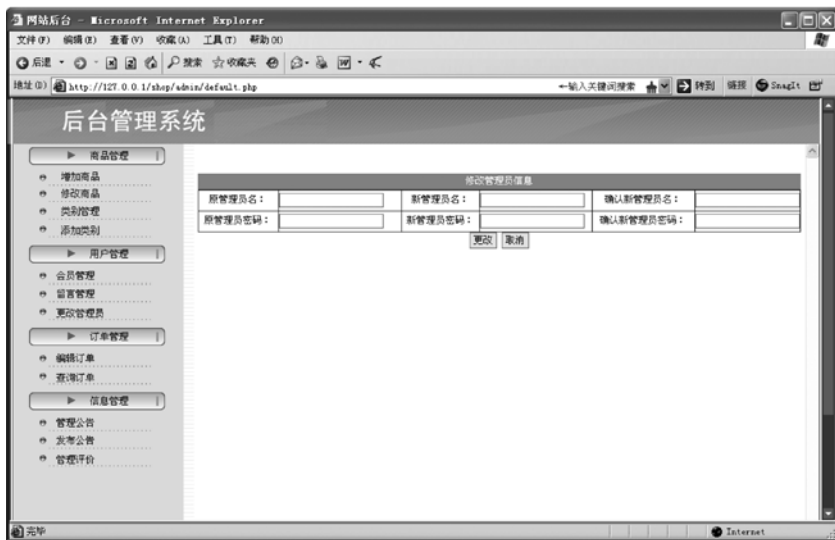 网站后台 - Microsoft Internet Explorer
文件(F) 编辑(E) 查看(V) 收藏(A) 工具(T) 帮助(H)
后退 搜索 收藏夹
地址(D) http://127.0.0.1/shop/admin/default.php ←输入关键词搜索 转到 链接 SnagIt
后台管理系统
商品管理
增加商品
修改商品
类别管理
添加类别
用户管理
会员管理
留言管理
更改管理员
订单管理
编辑订单
查询订单
信息管理
管理公告
发布公告
管理评价
修改管理员信息
原管理员名： 新管理员名： 确认新管理员名：
原管理员密码： 新管理员密码： 确认新管理员密码：
更改 取消
完毕 Internet